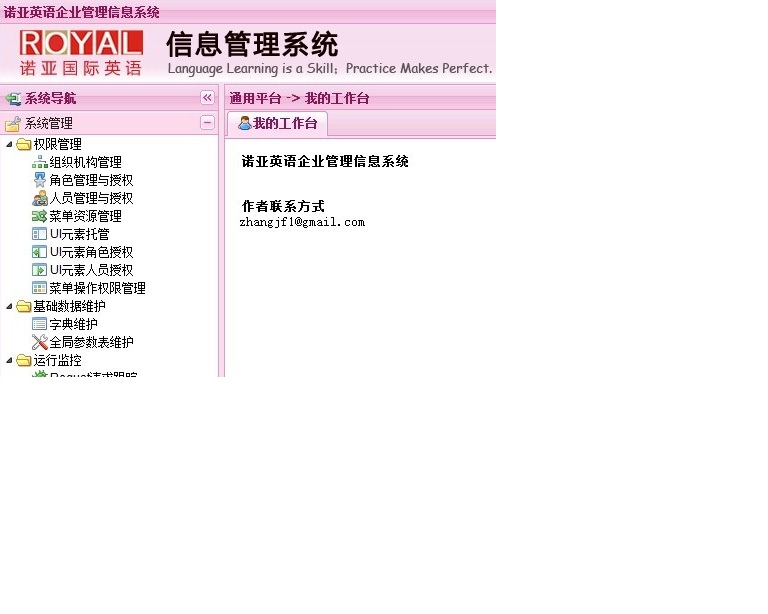 诺亚英语企业管理信息系统
ROYAL
诺亚国际英语
信息管理系统
Language Learning is a Skill; Practice Makes Perfect.
系统导航
通用平台 -> 我的工作台
系统管理
我的工作台
权限管理
组织机构管理
角色管理与授权
人员管理与授权
菜单资源管理
UI元素托管
UI元素角色授权
UI元素人员授权
菜单操作权限管理
基础数据维护
字典维护
全局参数表维护
运行监控
诺亚英语企业管理信息系统
作者联系方式
zhangjf1@gmail.com